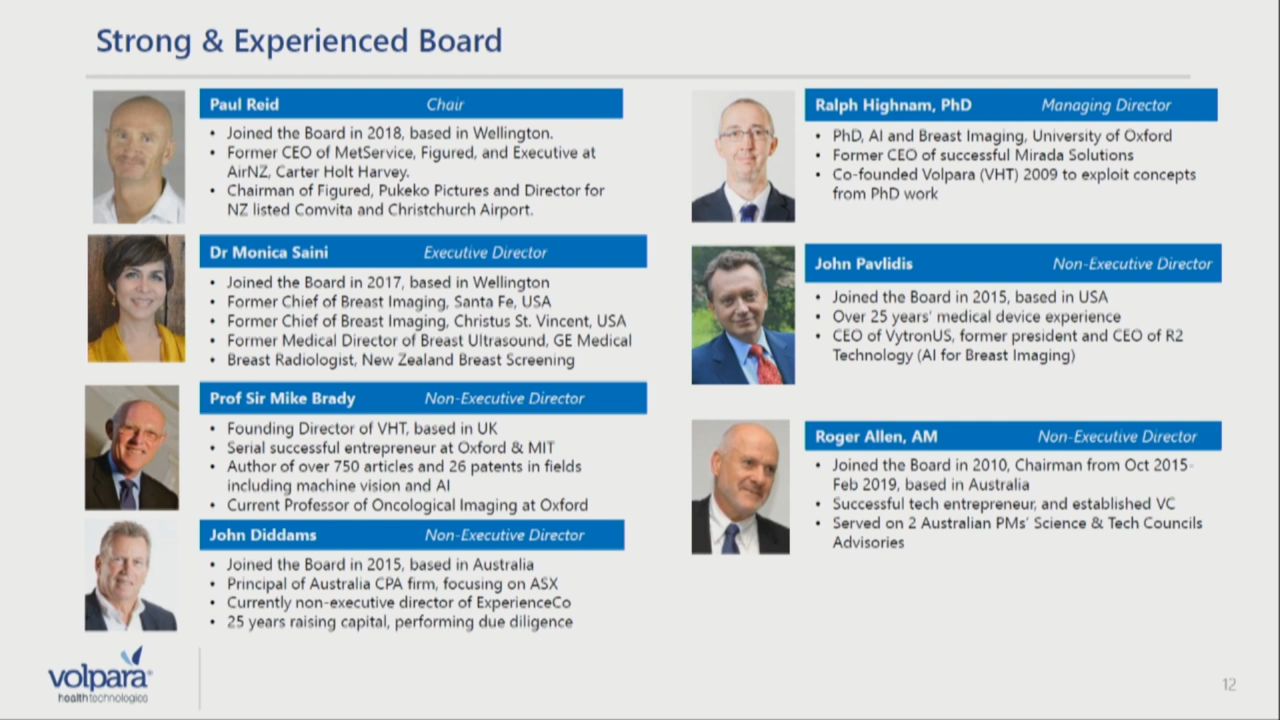 Strong & Experienced Board
Paul Reid Chair
• Joined the Board in 2018, based in Wellington.
• Former CEO of MetService, Figured, and Executive at
AirNZ, Carter Holt Harvey.
• Chairman of Figured, Pukeko Pictures and Director for
NZ listed Comvita and Christchurch Airport.
Dr Monica Saini Executive Director
• Joined the Board in 2017, based in Wellington
• Former Chief of Breast Imaging, Santa Fe, USA
• Former Chief of Breast Imaging, Christus St. Vincent, USA
• Former Medical Director of Breast Ultrasound, GE Medical
• Breast Radiologist, New Zealand Breast Screening
Prof Sir Mike Brady Non-Executive Director
• Founding Director of VHT, based in UK
• Serial successful entrepreneur at Oxford & MIT
• Author of over 750 articles and 26 patents in fields
including machine vision and AI
• Current Professor of Oncological Imaging at Oxford
John Diddams Non-Executive Director
• Joined the Board in 2015, based in Australia
• Principal of Australia CPA firm, focusing on ASX
• Currently non-executive director of ExperienceCo
• 25 years raising capital, performing due diligence
Ralph Highnam, PhD Managing Director
• PhD, AI and Breast Imaging, University of Oxford
• Former CEO of successful Mirada Solutions
• Co-founded Volpara (VHT) 2009 to exploit concepts
from PhD work
John Pavlidis Non-Executive Director
• Joined the Board in 2015, based in USA
• Over 25 years' medical device experience
• CEO of VytronUS, former president and CEO of R2
Technology (AI for Breast Imaging)
Roger Allen, AM Non-Executive Director
• Joined the Board in 2010, Chairman from Oct 2015-
Feb 2019, based in Australia
• Successful tech entrepreneur, and established VC
• Served on 2 Australian PMs' Science & Tech Councils
Advisories
volpara®
healthtechnologies
12